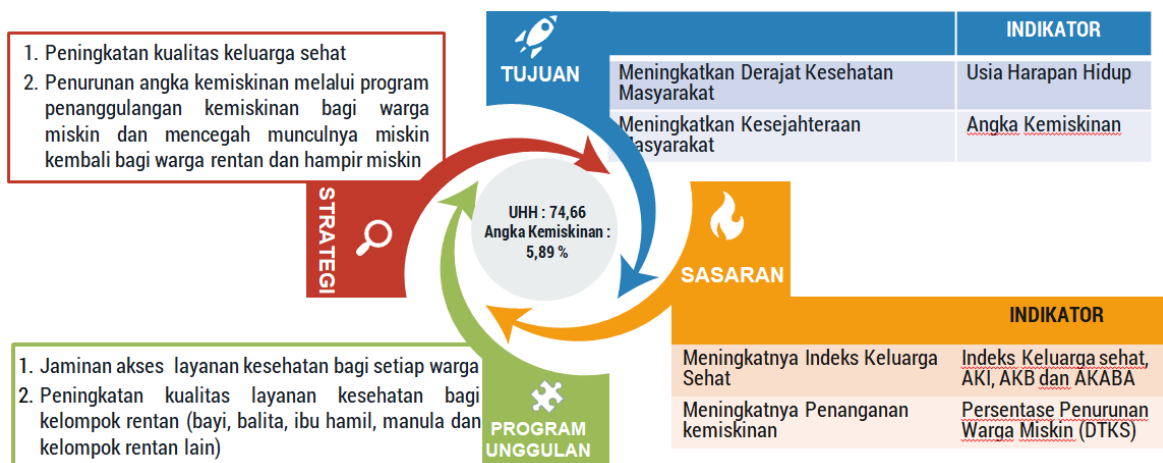 1. Peningkatan kualitas keluarga sehat
2. Penurunan angka kemiskinan melalui program
penanggulangan kemiskinan bagi warga
miskin dan mencegah munculnya miskin
kembali bagi warga rentan dan hampir miskin
STRATEGI
TUJUAN
INDIKATOR
Meningkatkan Derajat Kesehatan
Masyarakat
Usia Harapan Hidup
Meningkatkan Kesejahteraan
Masyarakat
Angka Kemiskinan
UHH : 74,66
Angka Kemiskinan :
5,89 %
SASARAN
INDIKATOR
Meningkatnya Indeks Keluarga
Sehat
Indeks Keluarga sehat,
AKI, AKB dan AKABA
Meningkatnya Penanganan
kemiskinan
Persentase Penurunan
Warga Miskin (DTKS)
1. Jaminan akses layanan kesehatan bagi setiap warga
2. Peningkatan kualitas layanan kesehatan bagi
kelompok rentan (bayi, balita, ibu hamil, manula dan
kelompok rentan lain)
PROGRAM
UNGGULAN